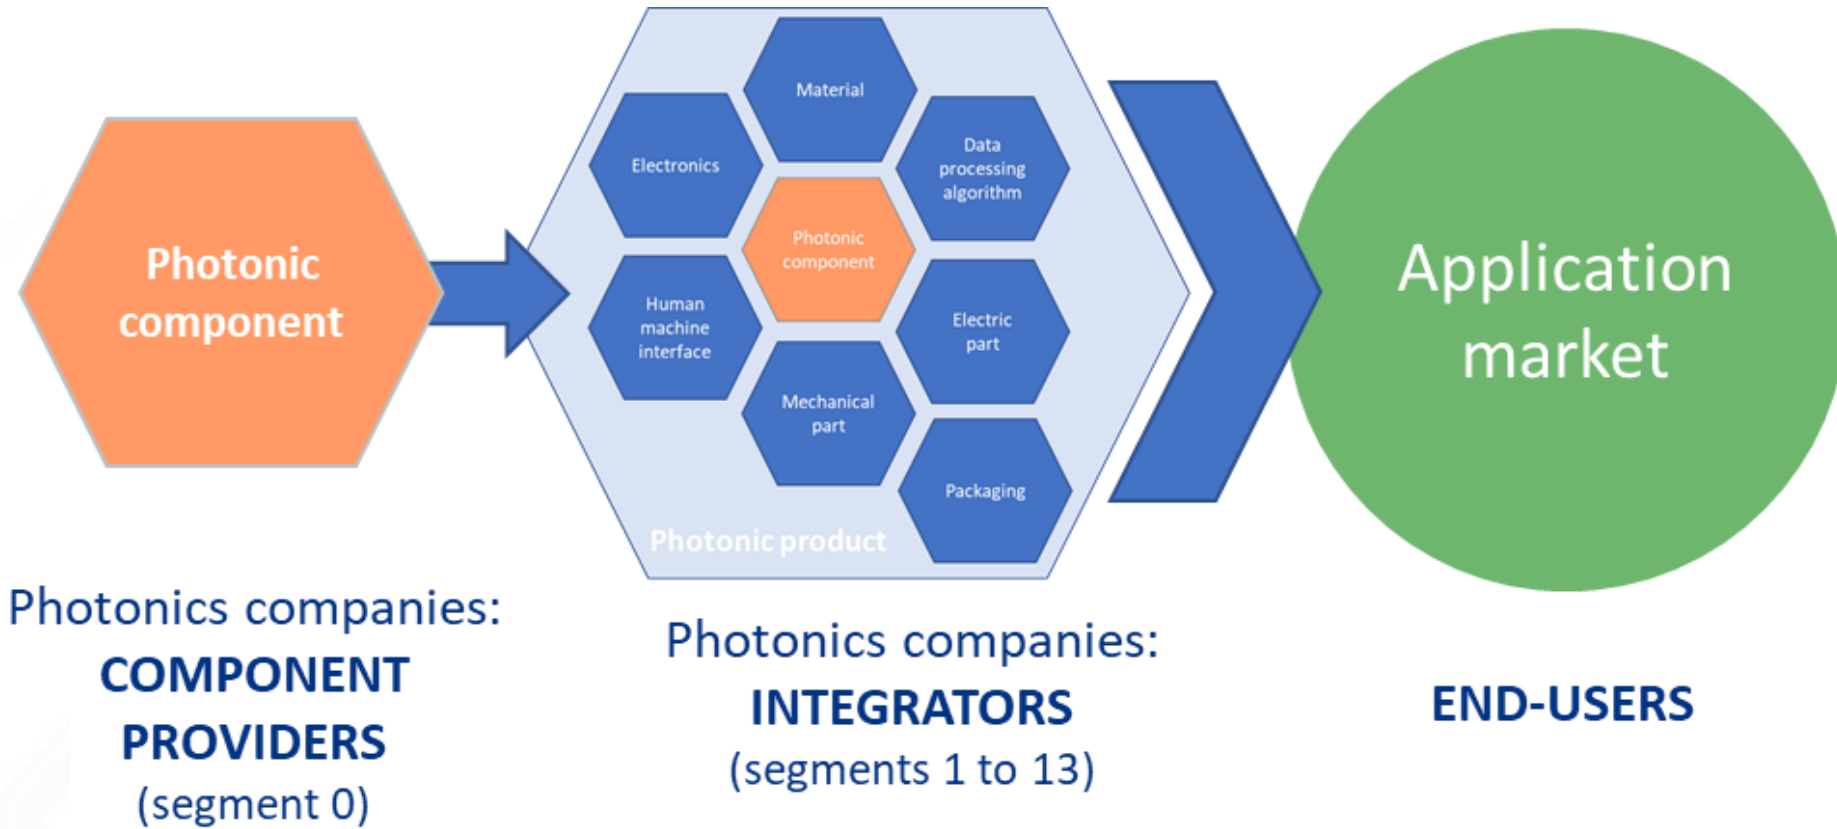 Photonic
component
Material
Electronics
Data
processing
algorithm
Photonic
component
Human
machine
interface
Electric
part
Mechanical
part
Packaging
Photonic product
Application
market
Photonics companies:
COMPONENT
PROVIDERS
(segment 0)
Photonics companies:
INTEGRATORS
(segments 1 to 13)
END-USERS